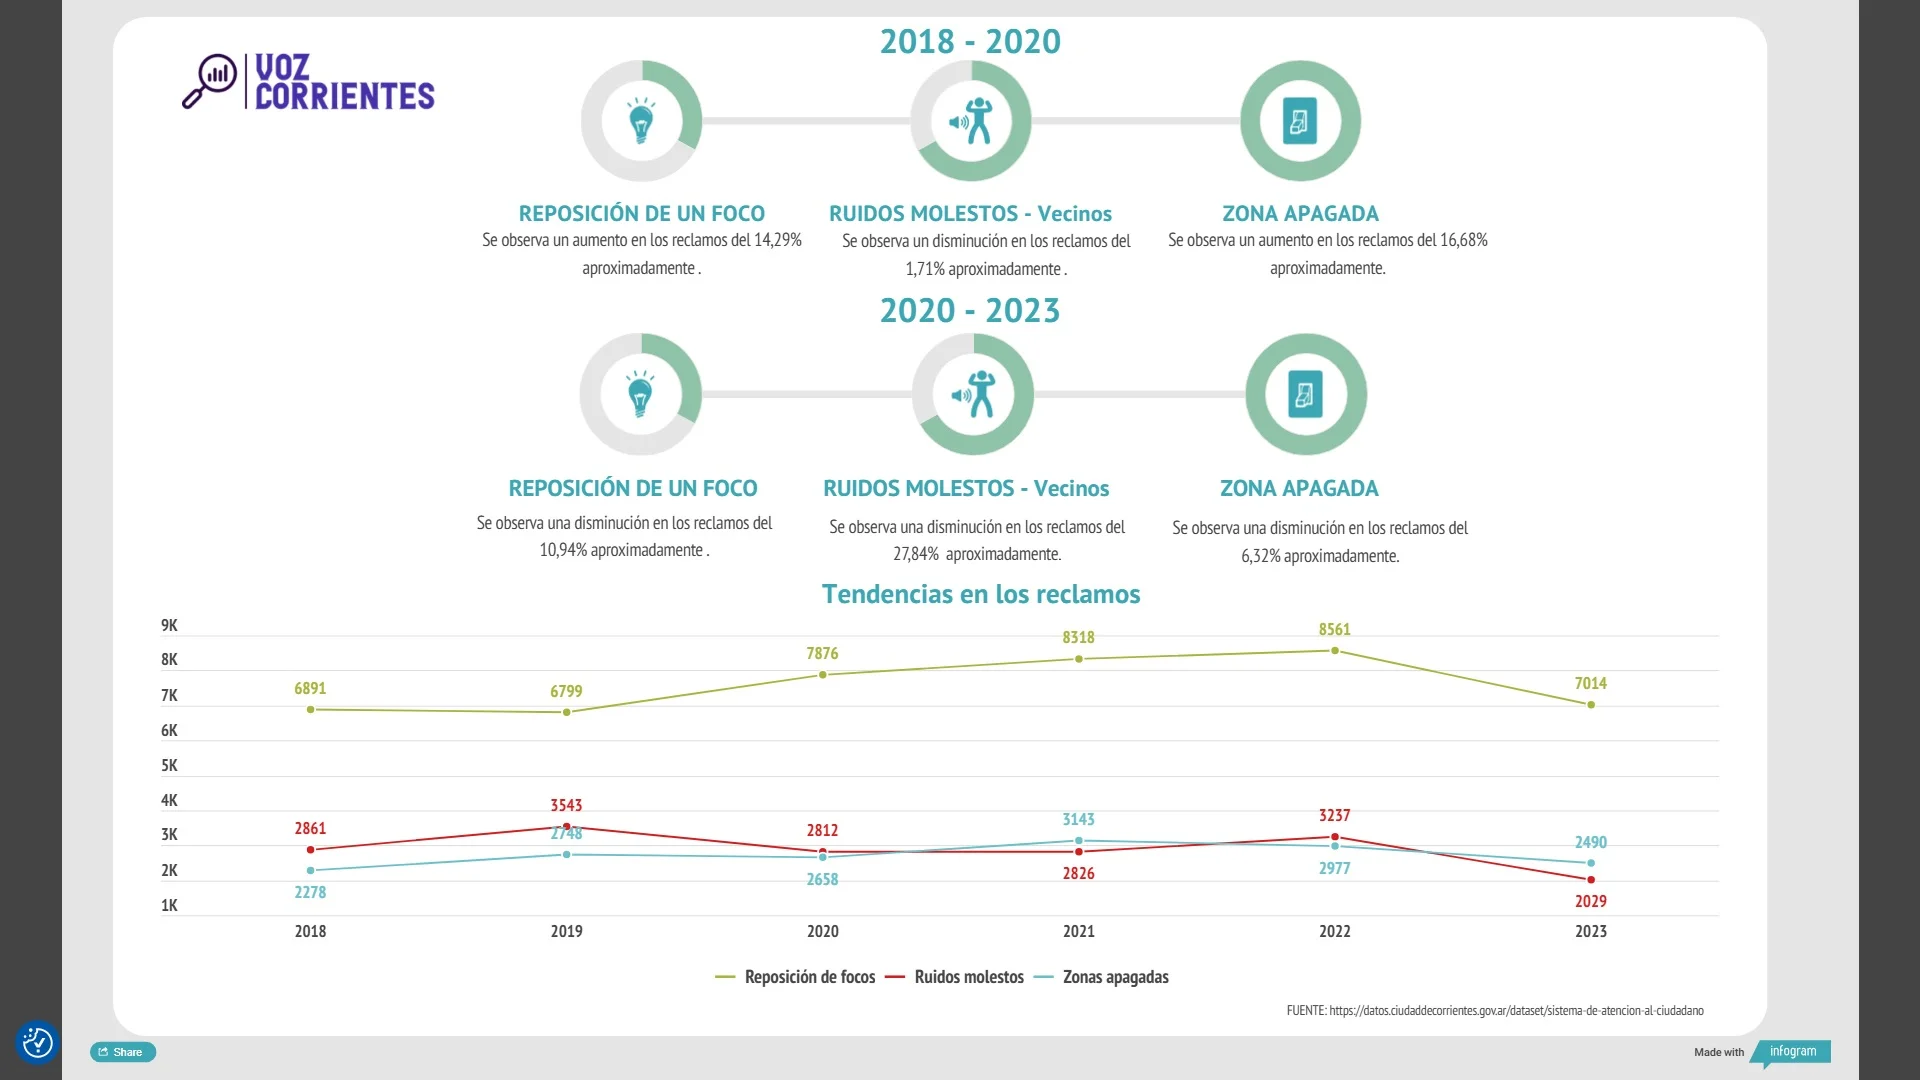 VOZ
CORRIENTES
2018 - 2020
REPOSICIÓN DE UN FOCO
Se observa un aumento en los reclamos del 14,29%
aproximadamente .
RUIDOS MOLESTOS - Vecinos
Se observa un disminución en los reclamos del
1,71% aproximadamente .
ZONA APAGADA
Se observa un aumento en los reclamos del 16,68%
aproximadamente.
2020 - 2023
REPOSICIÓN DE UN FOCO
Se observa una disminución en los reclamos del
10,94% aproximadamente .
RUIDOS MOLESTOS - Vecinos
Se observa una disminución en los reclamos del
27,84% aproximadamente.
ZONA APAGADA
Se observa una disminución en los reclamos del
6,32% aproximadamente.
Tendencias en los reclamos
9K
8K
7K
6K
5K
4K
3K
2K
1K
6891
6799
7876
8318
8561
7014
2861
3543
2812
2826
3237
2029
2278
2748
2658
3143
2977
2490
2018
2019
2020
2021
2022
2023
Reposición de focos
Ruidos molestos
Zonas apagadas
FUENTE: https://datos.ciudaddecorrientes.gov.ar/dataset/sistema-de-atencion-al-ciudadano
Share
Made with
infogram